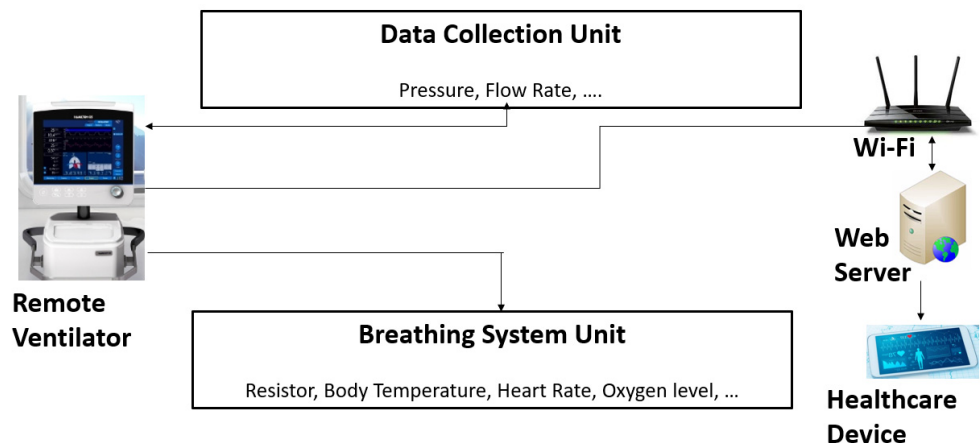 Data Collection Unit
Pressure, Flow Rate, ....
Wi-Fi
Web
Server
Remote
Ventilator
Breathing System Unit
Resistor, Body Temperature, Heart Rate, Oxygen level, ...
Healthcare
Device